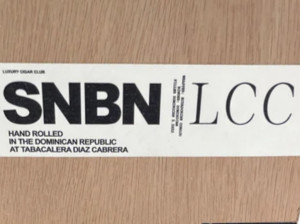 LUXURY CIGAR CLUB
SNBN
LCC
HAND ROLLED
IN THE DOMINICAN REPUBLIC
AT TABACALERA DIAZ CABRERA